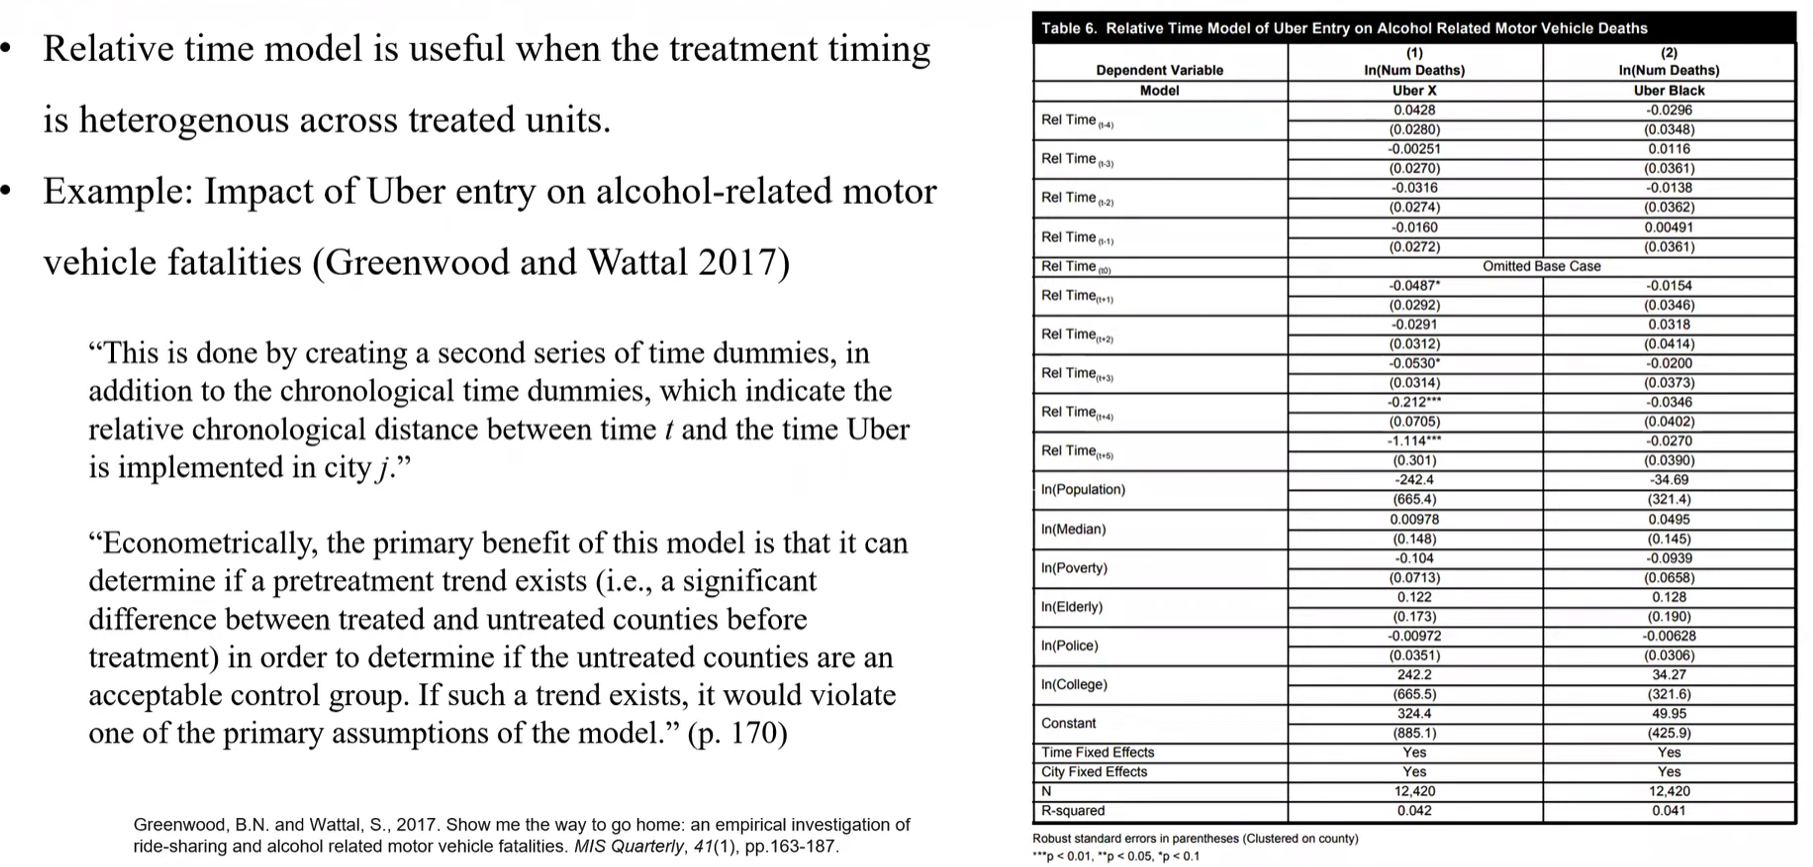 • Relative time model is useful when the treatment timing
is heterogenous across treated units.
• Example: Impact of Uber entry on alcohol-related motor
vehicle fatalities (Greenwood and Wattal 2017)
“This is done by creating a second series of time dummies, in
addition to the chronological time dummies, which indicate the
relative chronological distance between time t and the time Uber
is implemented in city j.”
“Econometrically, the primary benefit of this model is that it can
determine if a pretreatment trend exists (i.e., a significant
difference between treated and untreated counties before
treatment) in order to determine if the untreated counties are an
acceptable control group. If such a trend exists, it would violate
one of the primary assumptions of the model.” (p. 170)
Greenwood, B.N. and Wattal, S., 2017. Show me the way to go home: an empirical investigation of
ride-sharing and alcohol related motor vehicle fatalities. MIS Quarterly, 41(1), pp.163-187.
Table 6. Relative Time Model of Uber Entry on Alcohol Related Motor Vehicle Deaths
(1) (2)
Dependent Variable ln(Num Deaths) ln(Num Deaths)
Model Uber X Uber Black
Rel Time (t-4) 0.0428 -0.0296
(0.0280) (0.0348)
Rel Time (t-3) -0.00251 0.0116
(0.0270) (0.0361)
Rel Time (t-2) -0.0316 -0.0138
(0.0274) (0.0362)
Rel Time (t-1) -0.0160 0.00491
(0.0272) (0.0361)
Rel Time (t0) Omitted Base Case
Rel Time(t+1) -0.0487* -0.0154
(0.0292) (0.0346)
Rel Time(t+2) -0.0291 0.0318
(0.0312) (0.0414)
Rel Time(t+3) -0.0530* -0.0200
(0.0314) (0.0373)
Rel Time(t+4) -0.212*** -0.0346
(0.0705) (0.0402)
Rel Time(t+5) -1.114*** -0.0270
(0.301) (0.0390)
ln(Population) -242.4 -34.69
(665.4) (321.4)
ln(Median) 0.00978 0.0495
(0.148) (0.145)
ln(Poverty) -0.104 -0.0939
(0.0713) (0.0658)
ln(Elderly) 0.122 0.128
(0.173) (0.190)
ln(Police) -0.00972 -0.00628
(0.0351) (0.0306)
ln(College) 242.2 34.27
(665.5) (321.6)
Constant 324.4 49.95
(885.1) (425.9)
Time Fixed Effects Yes Yes
City Fixed Effects Yes Yes
N 12,420 12,420
R-squared 0.042 0.041
Robust standard errors in parentheses (Clustered on county)
***p < 0.01, **p < 0.05, *p < 0.1